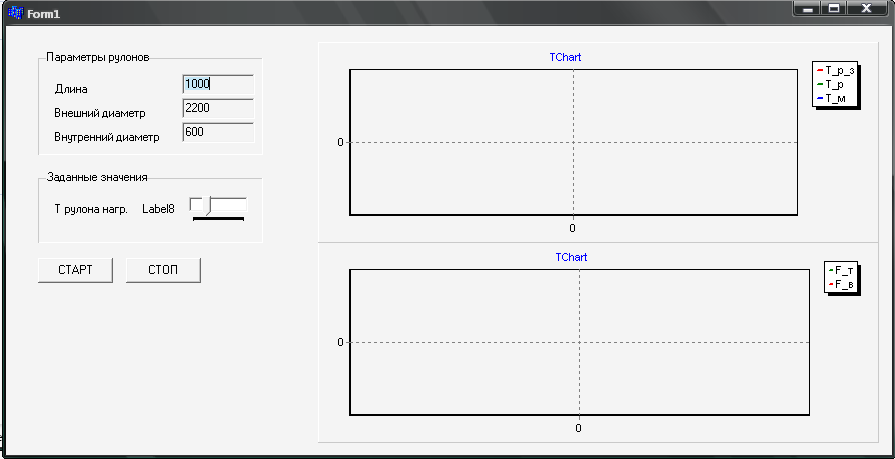 Form1
Параметры рулонов
Длина 1000
Внешний диаметр 2200
Внутренний диаметр 600
Заданные значения
Т рулона нагр. Label8
СТАРТ СТОП
TChart
0
0
T_р_з
T_р
T_м
TChart
0
0
F_т
F_в